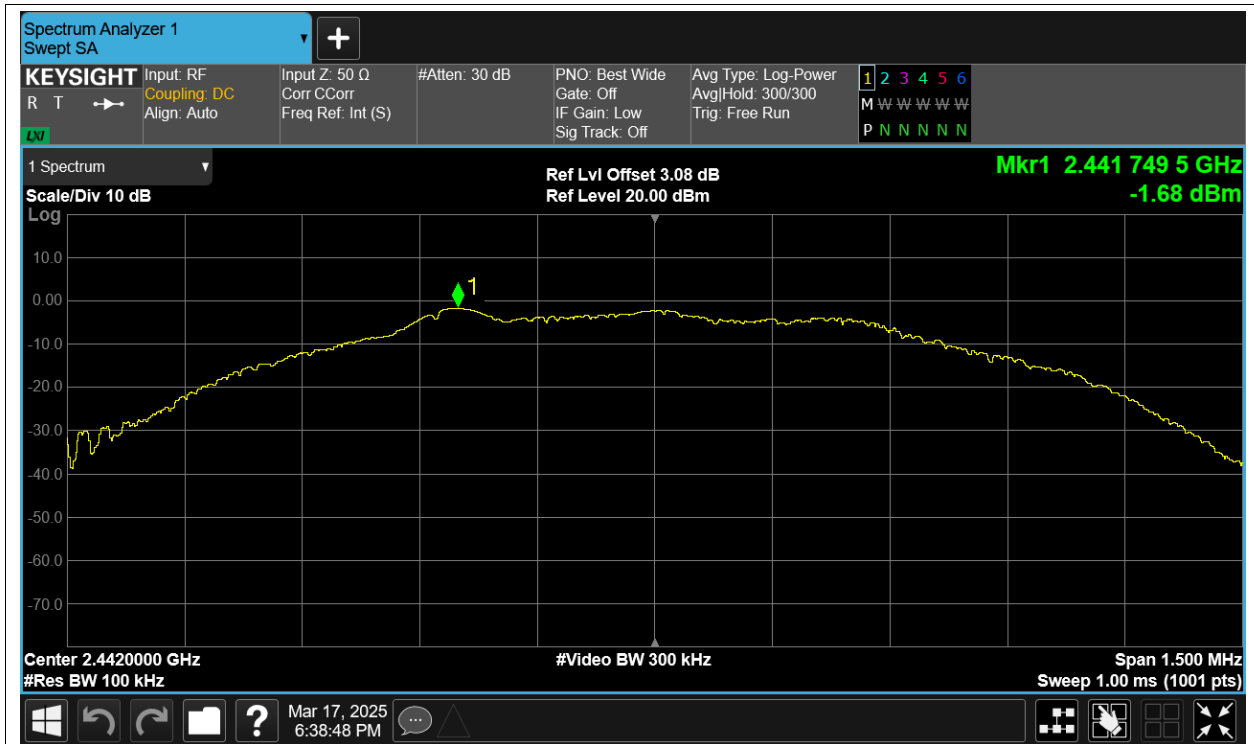 Spectrum Analyzer 1
Swept SA
KEYSIGHT
R T
LXI
Input: RF
Coupling: DC
Align: Auto
Input Z: 50 Ω
Corr CCorr
Freq Ref: Int (S)
#Atten: 30 dB
PNO: Best Wide
Gate: Off
IF Gain: Low
Sig Track: Off
Avg Type: Log-Power
Avg|Hold: 300/300
Trig: Free Run
1 2 3 4 5 6
M W W W W W
P N N N N N
1 Spectrum
Scale/Div 10 dB
Ref Lvl Offset 3.08 dB
Ref Level 20.00 dBm
Mkr1 2.441 749 5 GHz
-1.68 dBm
Log
10.0
0.00
-10.0
-20.0
-30.0
-40.0
-50.0
-60.0
-70.0
1
Center 2.4420000 GHz
#Video BW 300 kHz
Span 1.500 MHz
#Res BW 100 kHz
Sweep 1.00 ms (1001 pts)
?
Mar 17, 2025
6:38:48 PM